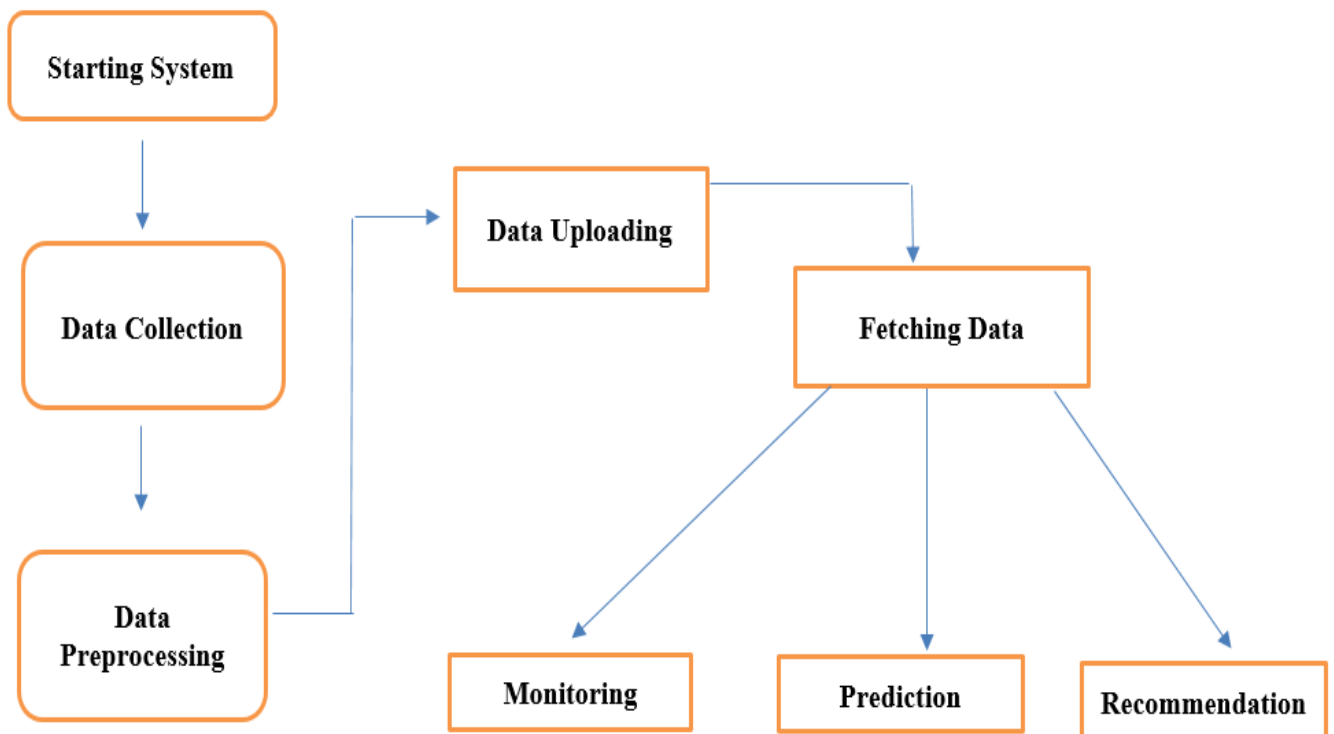 Starting System
Data Collection
Data
Preprocessing
Data Uploading
Fetching Data
Monitoring
Prediction
Recommendation